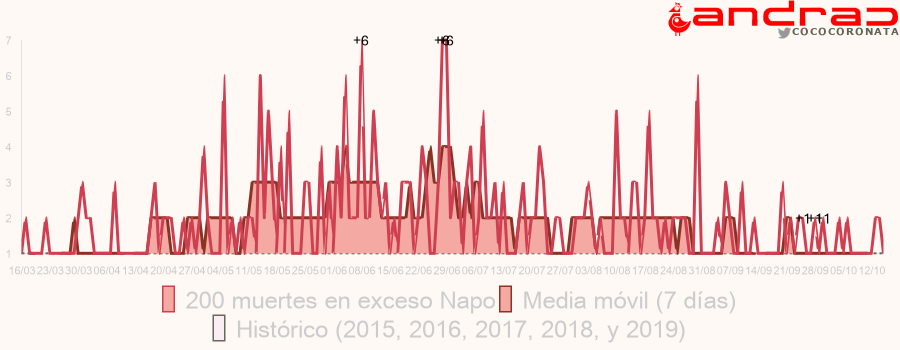 andrab
COCOCORONATA
+6
+6
+6
7
6
5
4
3
2
1
+1
+1
+1
16/03 23/03 30/03 06/04 13/04 20/04 27/04 04/05 11/05 18/05 25/05 01/06 08/06 15/06 22/06 29/06 06/07 13/07 20/07 27/07 03/08 10/08 17/08 24/08 31/08 07/09 14/09 21/09 28/09 05/10 12/10
200 muertes en exceso Napo Media móvil (7 días)
Histórico (2015, 2016, 2017, 2018, y 2019)